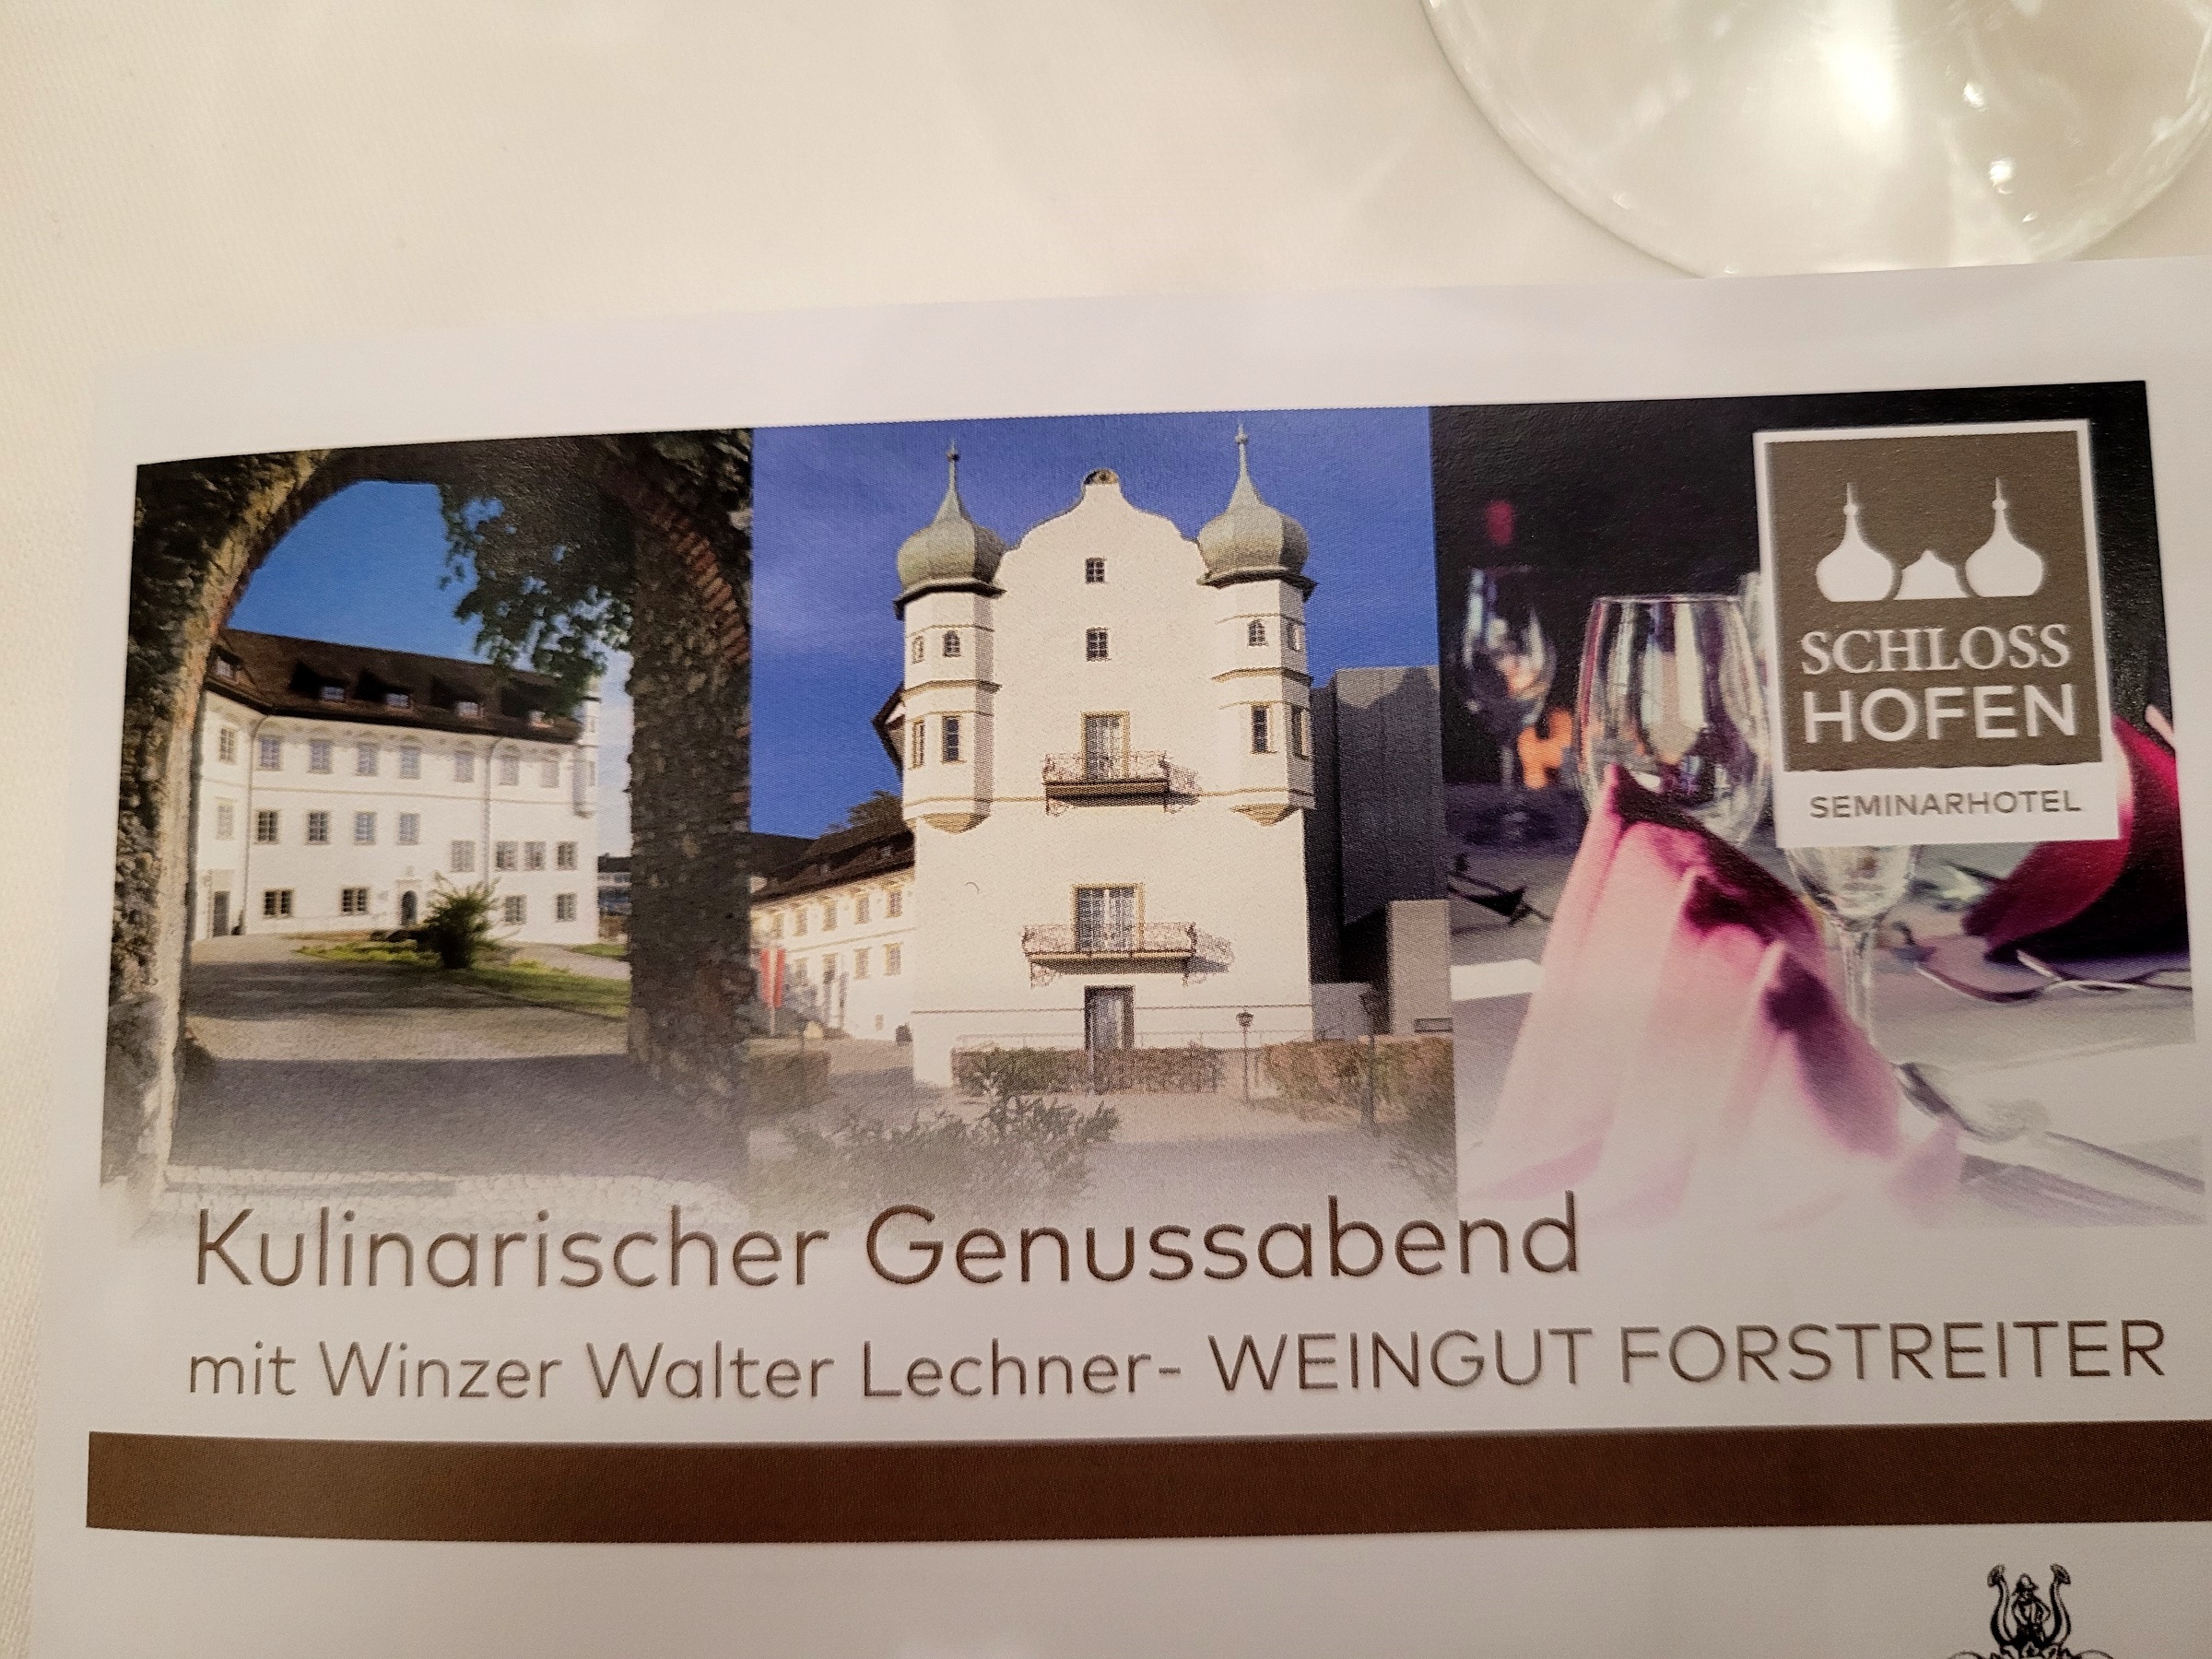 SCHLOSS
HOFEN
SEMINARHOTEL
Kulinarischer Genussabend
mit Winzer Walter Lechner- WEINGUT FORSTREITER